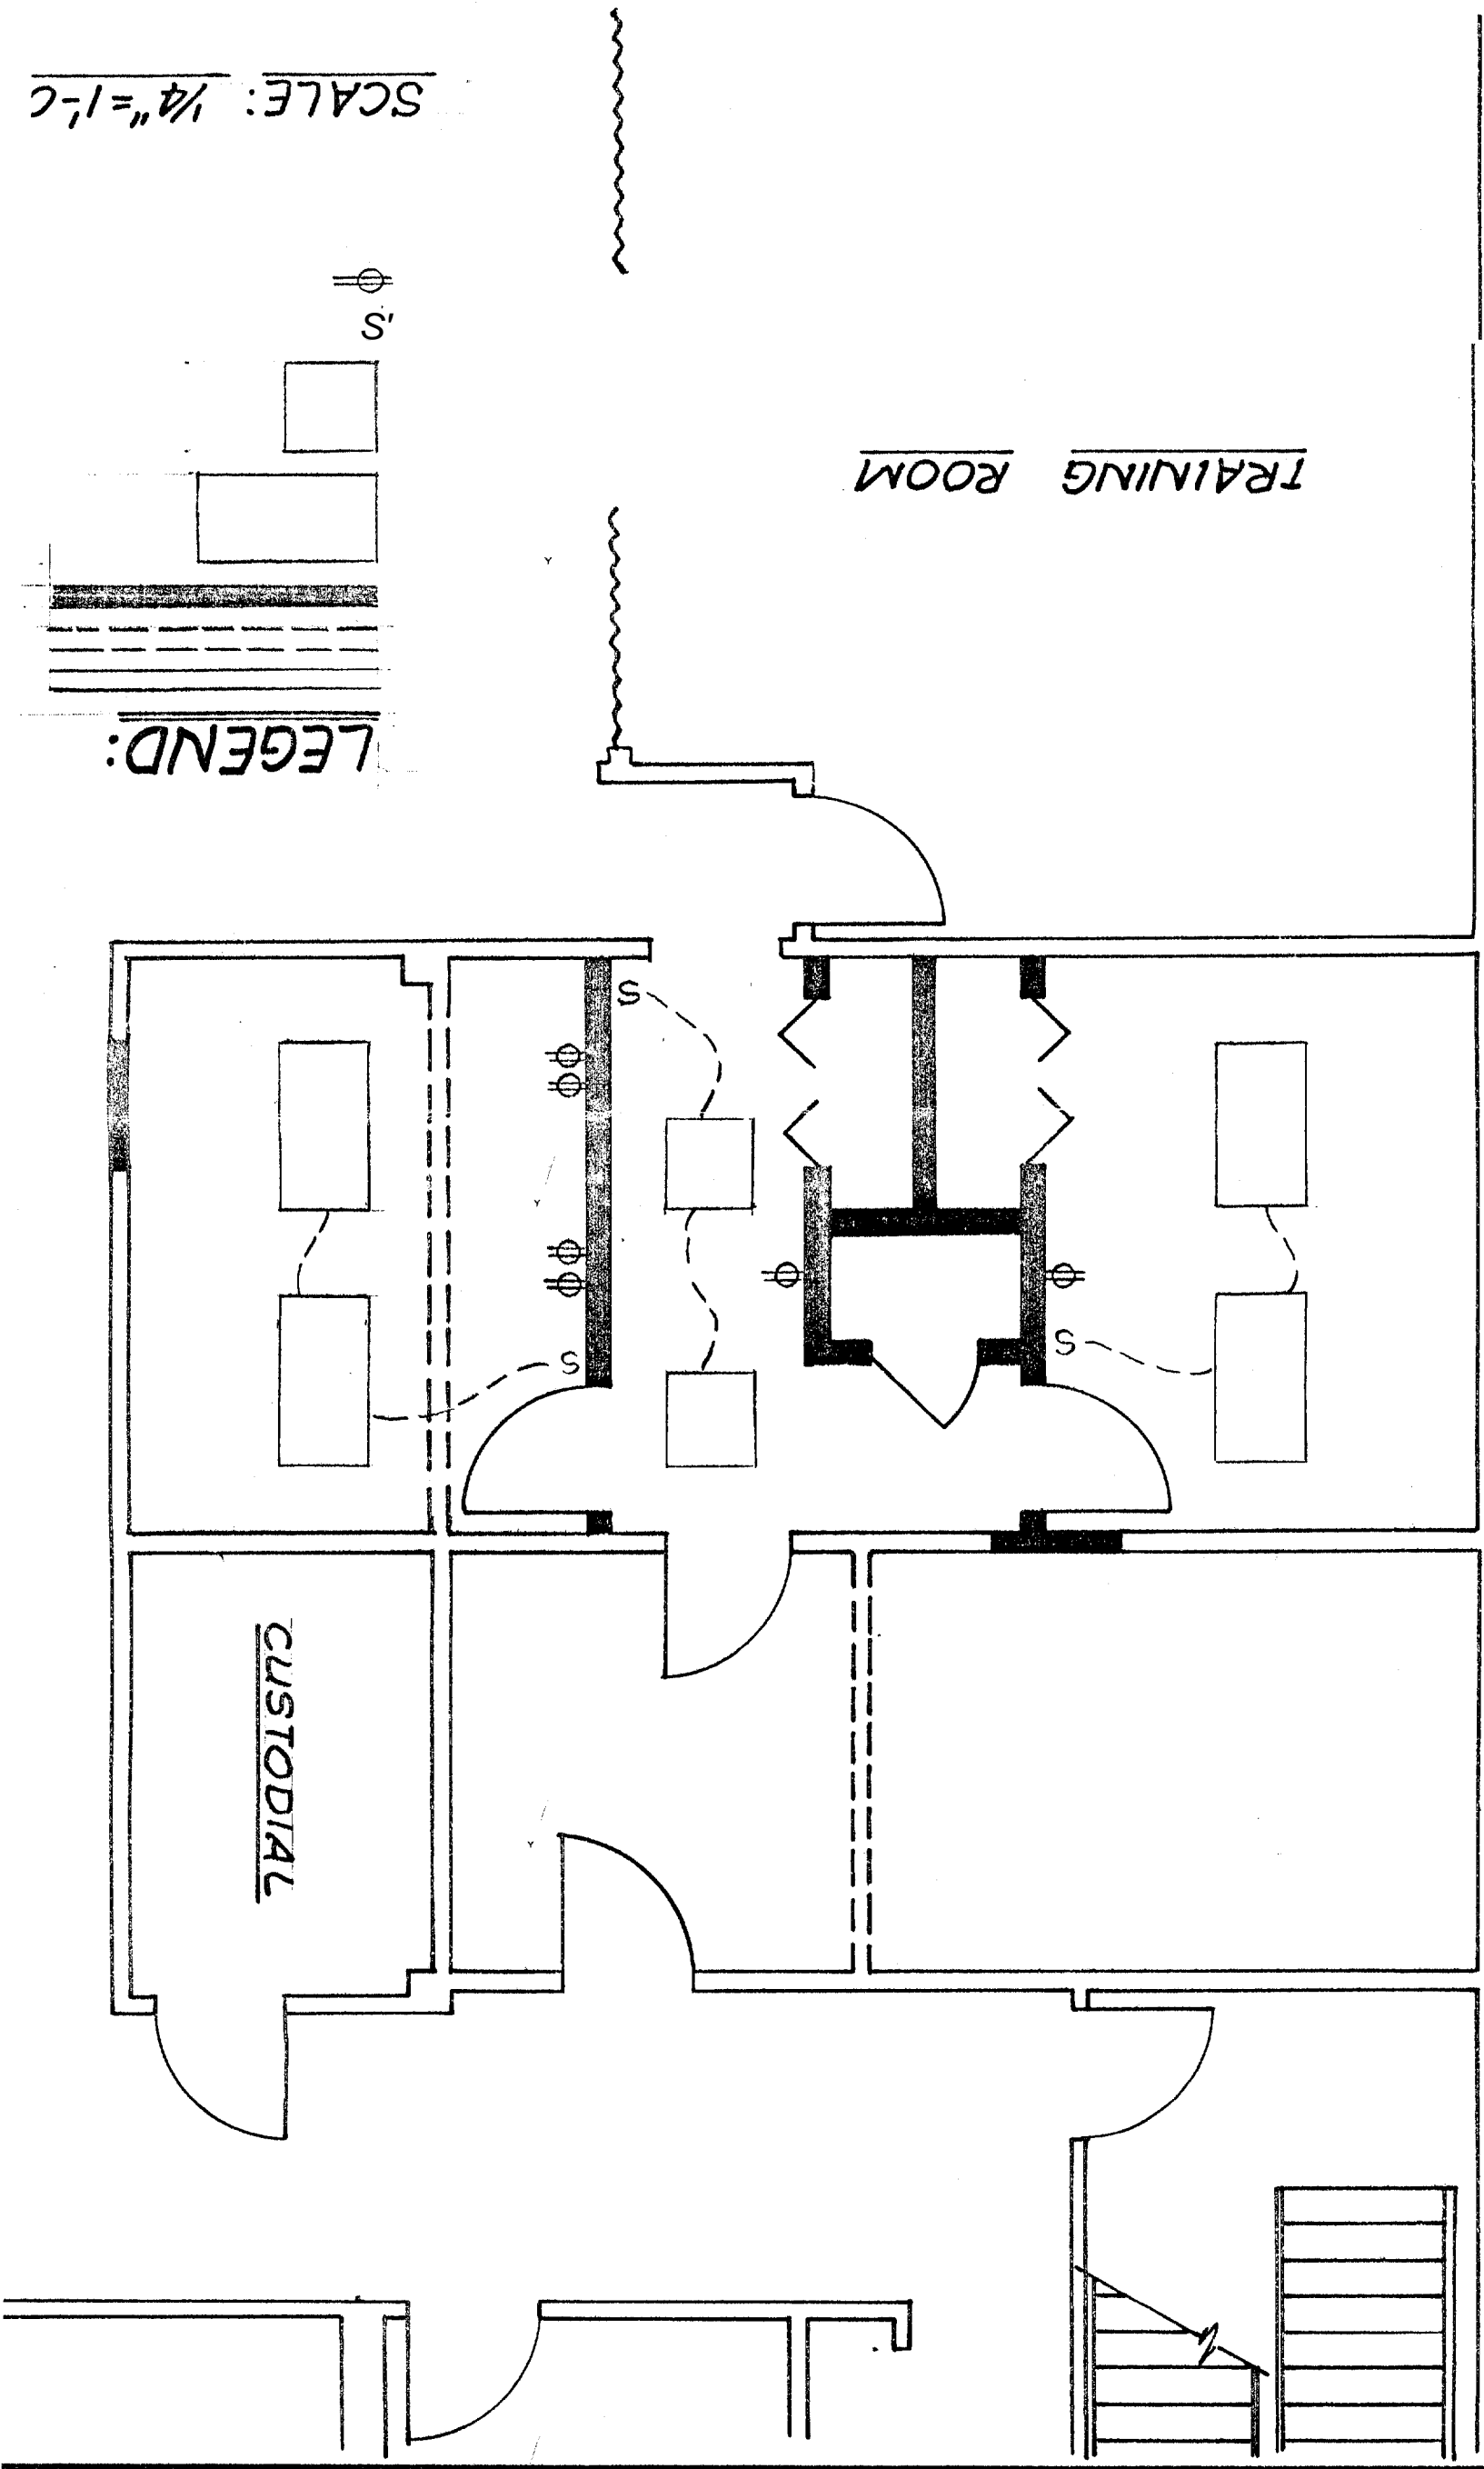 SCALE: 1/4"=1'-0
S'
LEGEND:
TRAINING ROOM
S
S
S
CUSTODIAL